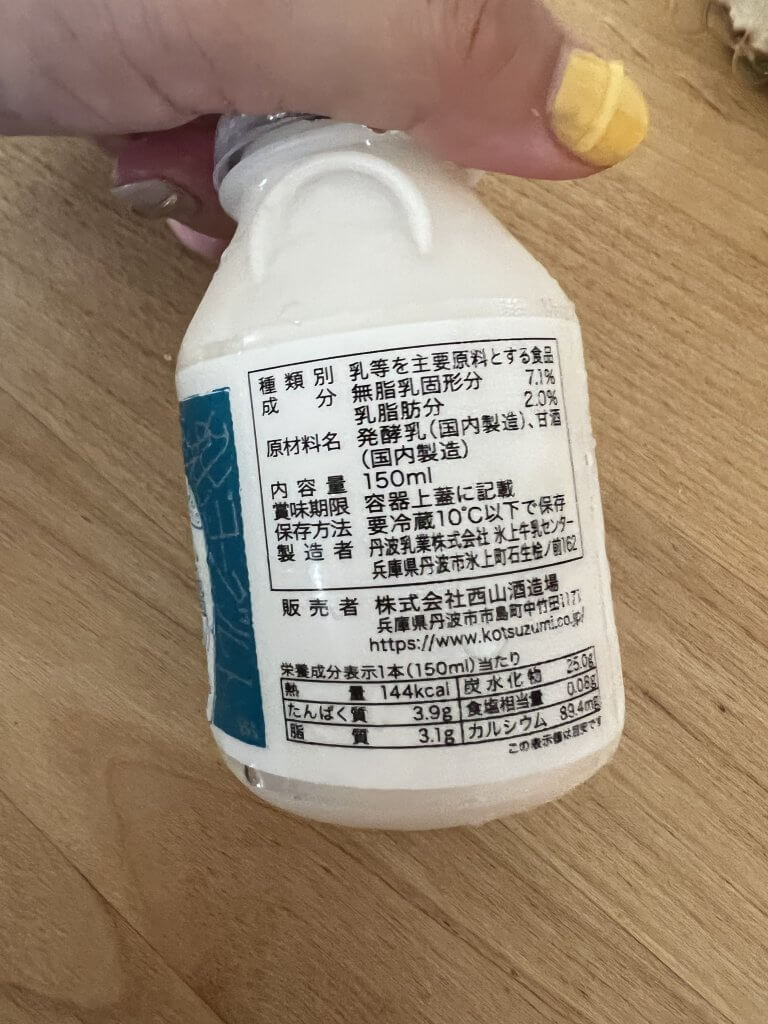 種類別 乳等を主要原料とする食品
成分 無脂乳固形分 7.1%
乳脂肪分 2.0%
原材料名 発酵乳(国内製造)、甘酒
(国内製造)
内容量 150ml
賞味期限 容器上蓋に記載
保存方法 要冷蔵10℃以下で保存
製造者 丹波乳業株式会社 氷上牛乳センター
兵庫県丹波市氷上町石生桧ノ前162
販売者 株式会社西山酒造場
兵庫県丹波市市島町中竹田1171
https://www.kotsuzumi.co.jp/
栄養成分表示1本(150ml)当たり
熱量 144kcal 炭水化物 25.0g
たんぱく質 3.9g 食塩相当量 0.08g
脂質 3.1g カルシウム 89.4mg
この表示値は目安です